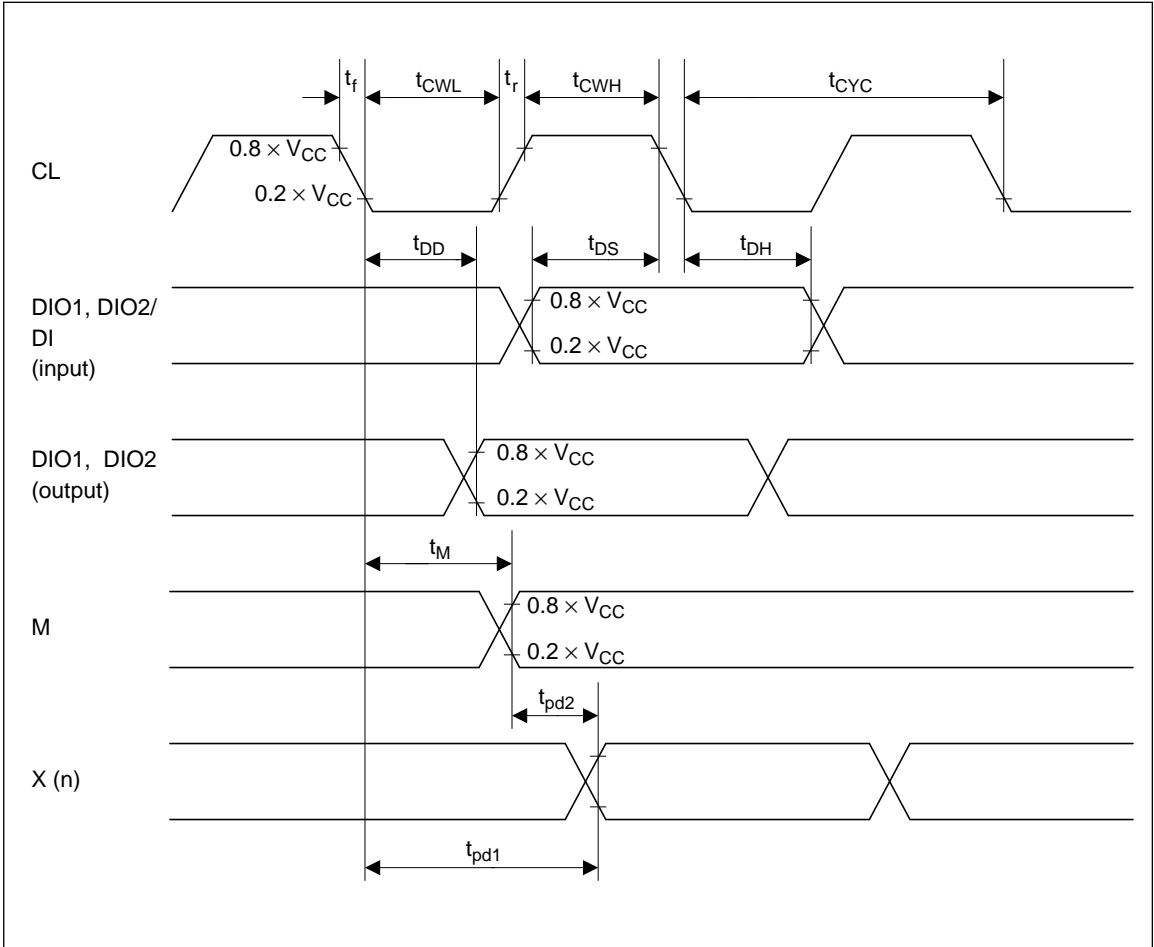 t_f t_CWL t_r t_CWH t_CYC
CL
0.8 × V_CC
0.2 × V_CC
t_DD t_DS t_DH
DIO1, DIO2/
DI
(input)
0.8 × V_CC
0.2 × V_CC
DIO1, DIO2
(output)
0.8 × V_CC
0.2 × V_CC
t_M
M
0.8 × V_CC
0.2 × V_CC
t_pd2
X (n)
t_pd1